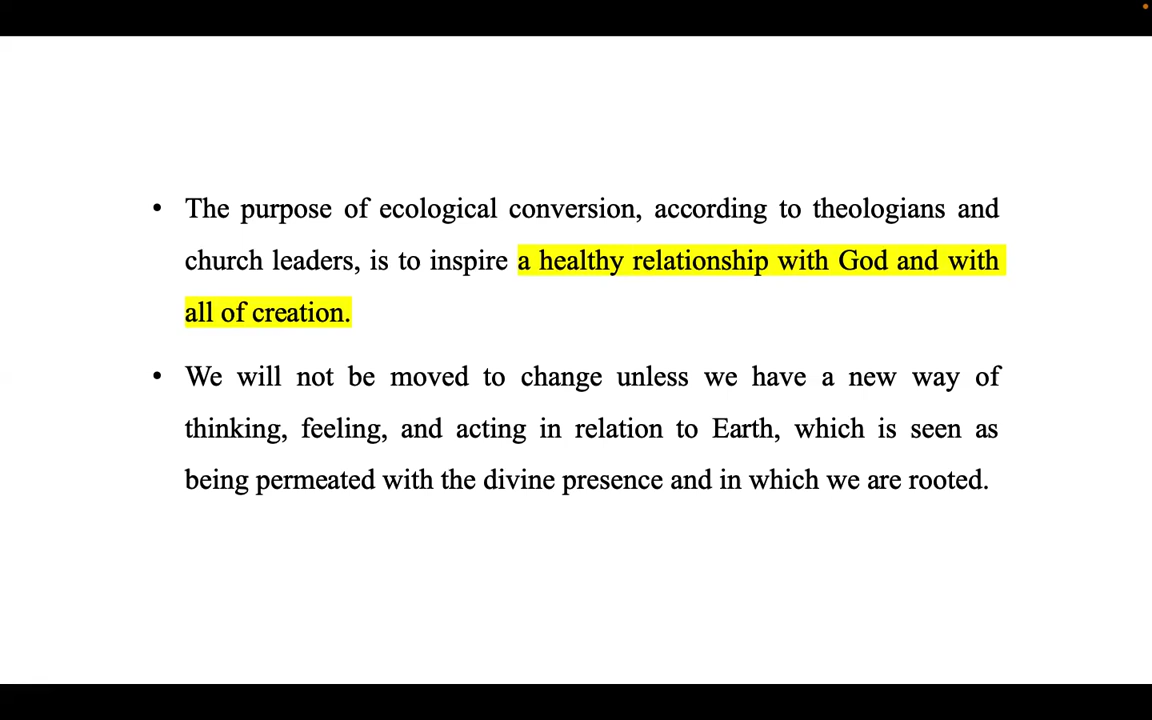 • The purpose of ecological conversion, according to theologians and
church leaders, is to inspire a healthy relationship with God and with
all of creation.
• We will not be moved to change unless we have a new way of
thinking, feeling, and acting in relation to Earth, which is seen as
being permeated with the divine presence and in which we are rooted.